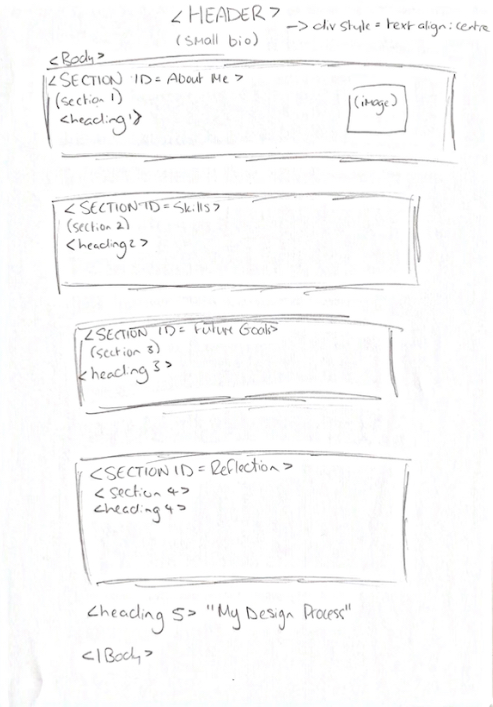 <HEADER> -> div style = text align: centre
(small bio)
<Body>
<SECTION ID = About Me>
(section 1)
<heading 1>
(image)
<SECTION ID = Skills>
(section 2)
<heading 2>
<SECTION ID = Future Goals>
(section 3)
<heading 3>
<SECTION ID = Reflection>
<section 4>
<heading 4>
<heading 5> "My Design Process"
</Body>